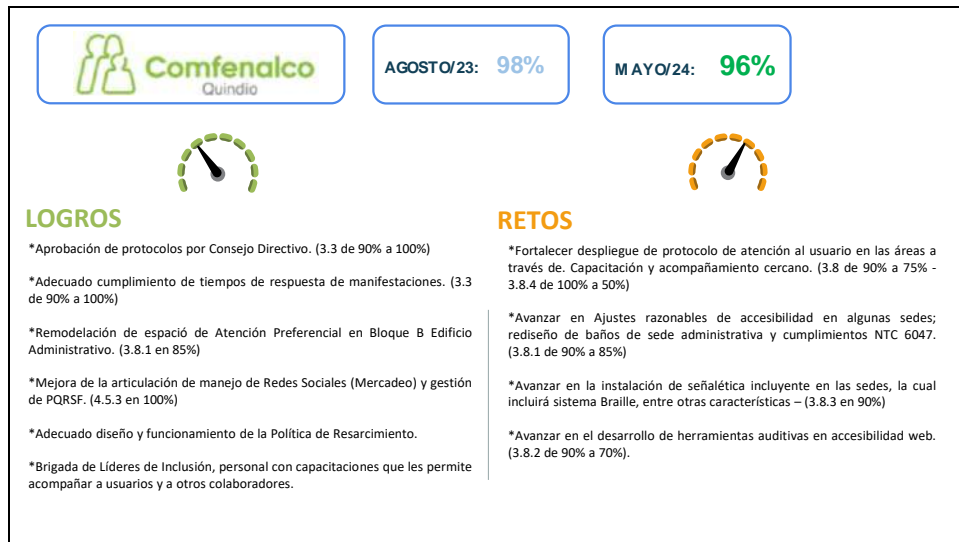 Comfenalco
Quindio
AGOSTO/23: 98%
MAYO/24: 96%
LOGROS
*Aprobación de protocolos por Consejo Directivo. (3.3 de 90% a 100%)
*Adecuado cumplimiento de tiempos de respuesta de manifestaciones. (3.3
de 90% a 100%)
*Remodelación de espació de Atención Preferencial en Bloque B Edificio
Administrativo. (3.8.1 en 85%)
*Mejora de la articulación de manejo de Redes Sociales (Mercadeo) y gestión
de PQRSF. (4.5.3 en 100%)
*Adecuado diseño y funcionamiento de la Política de Resarcimiento.
*Brigada de Líderes de Inclusión, personal con capacitaciones que les permite
acompañar a usuarios y a otros colaboradores.
RETOS
*Fortalecer despliegue de protocolo de atención al usuario en las áreas a
través de. Capacitación y acompañamiento cercano. (3.8 de 90% a 75% -
3.8.4 de 100% a 50%)
*Avanzar en Ajustes razonables de accesibilidad en algunas sedes;
rediseño de baños de sede administrativa y cumplimientos NTC 6047.
(3.8.1 de 90% a 85%)
*Avanzar en la instalación de señalética incluyente en las sedes, la cual
incluirá sistema Braille, entre otras características – (3.8.3 en 90%)
*Avanzar en el desarrollo de herramientas auditivas en accesibilidad web.
(3.8.2 de 90% a 70%).